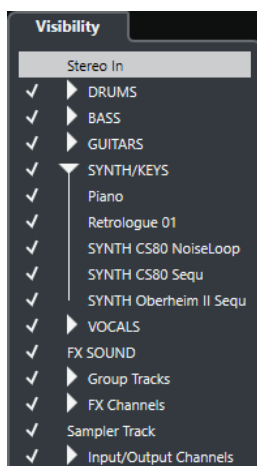 Visibility
Stereo In
DRUMS
BASS
GUITARS
SYNTH/KEYS
Piano
Retrologue 01
SYNTH CS80 NoiseLoop
SYNTH CS80 Sequ
SYNTH Oberheim II Sequ
VOCALS
FX SOUND
Group Tracks
FX Channels
Sampler Track
Input/Output Channels